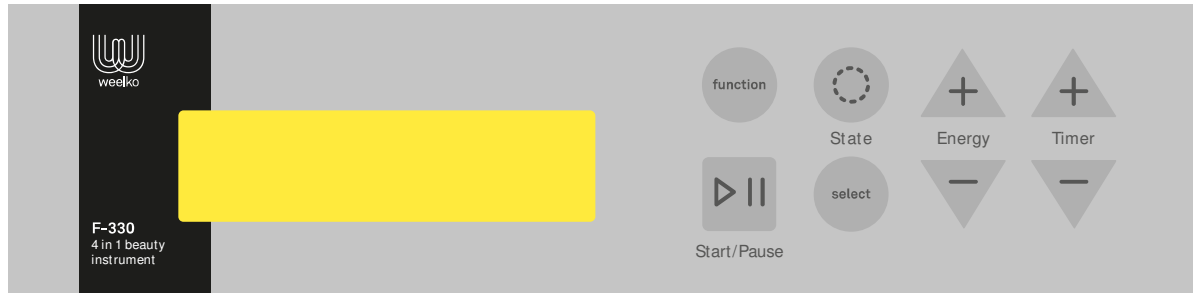 weelko
F-330
4 in 1 beauty
instrument
function
State
Energy
Timer
select
Start/Pause